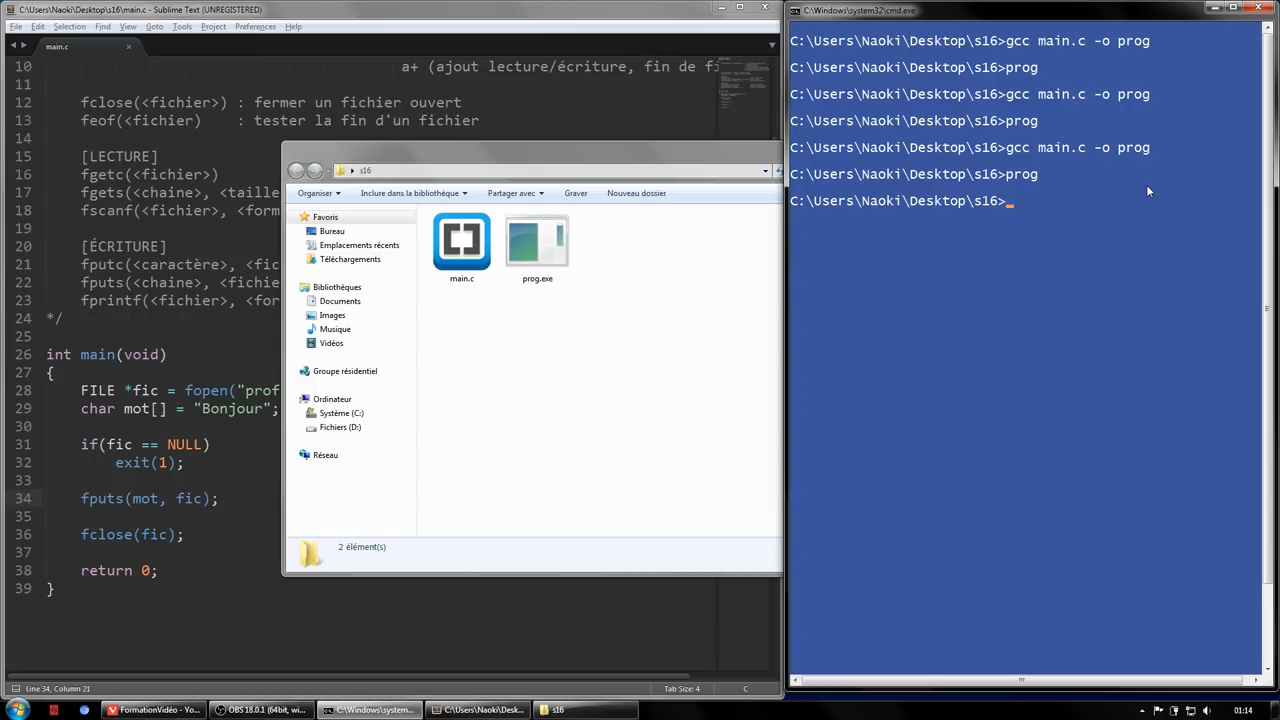 C:\Users\Naoki\Desktop\s16\main.c - Sublime Text (UNREGISTERED)
File Edit Selection Find View Goto Tools Project Preferences Help
main.c
10 a+ (ajout lecture/écriture, fin de fi
11
12 fclose(<fichier>) : fermer un fichier ouvert
13 feof(<fichier) : tester la fin d'un fichier
14
15 [LECTURE]
16 fgetc(<fichier>)
17 fgets(<chaine>, <taille
18 fscanf(<fichier>, <form
19
20 [ÉCRITURE]
21 fputc(<caractère>, <fic
22 fputs(<chaine>, <fichie
23 fprintf(<fichier>, <for
24 */
25
26 int main(void)
27 {
28 FILE *fic = fopen("prof
29 char mot[] = "Bonjour";
30
31 if(fic == NULL)
32 exit(1);
33
34 fputs(mot, fic);
35
36 fclose(fic);
37
38 return 0;
39 }
Line 34, Column 21
Tab Size: 4
C
s16
Organiser
Inclure dans la bibliothèque
Partager avec
Graver
Nouveau dossier
Favoris
Bureau
Emplacements récents
Téléchargements
Bibliothèques
Documents
Images
Musique
Vidéos
Groupe résidentiel
Ordinateur
Système (C:)
Fichiers (D:)
Réseau
main.c
prog.exe
2 élément(s)
C:\Windows\system32\cmd.exe
C:\Users\Naoki\Desktop\s16>gcc main.c -o prog
C:\Users\Naoki\Desktop\s16>prog
C:\Users\Naoki\Desktop\s16>gcc main.c -o prog
C:\Users\Naoki\Desktop\s16>prog
C:\Users\Naoki\Desktop\s16>gcc main.c -o prog
C:\Users\Naoki\Desktop\s16>prog
C:\Users\Naoki\Desktop\s16>
FormationVidéo - Yo...
OBS 18.0.1 (64bit, win...
C:\Windows\system...
C:\Users\Naoki\Desk...
s16
01:14